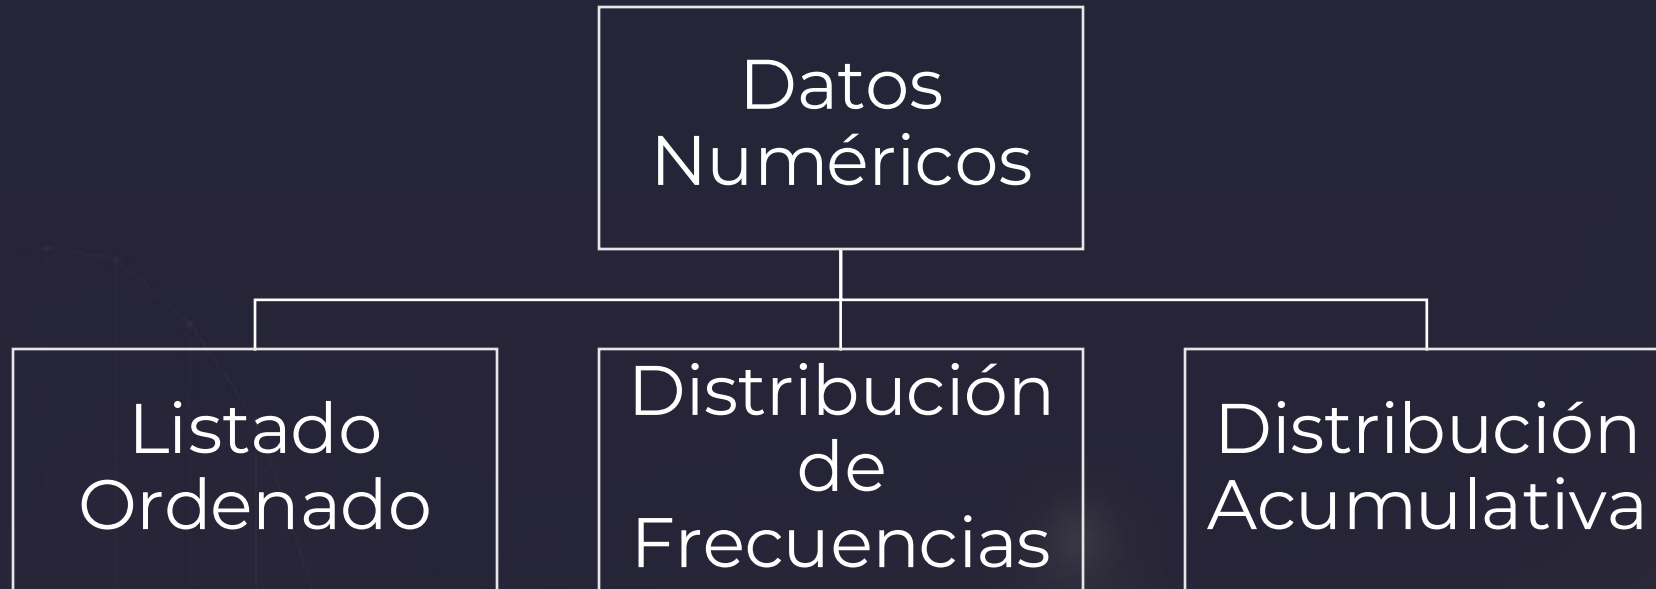 Datos
Numéricos
Listado
Ordenado
Distribución
de
Frecuencias
Distribución
Acumulativa